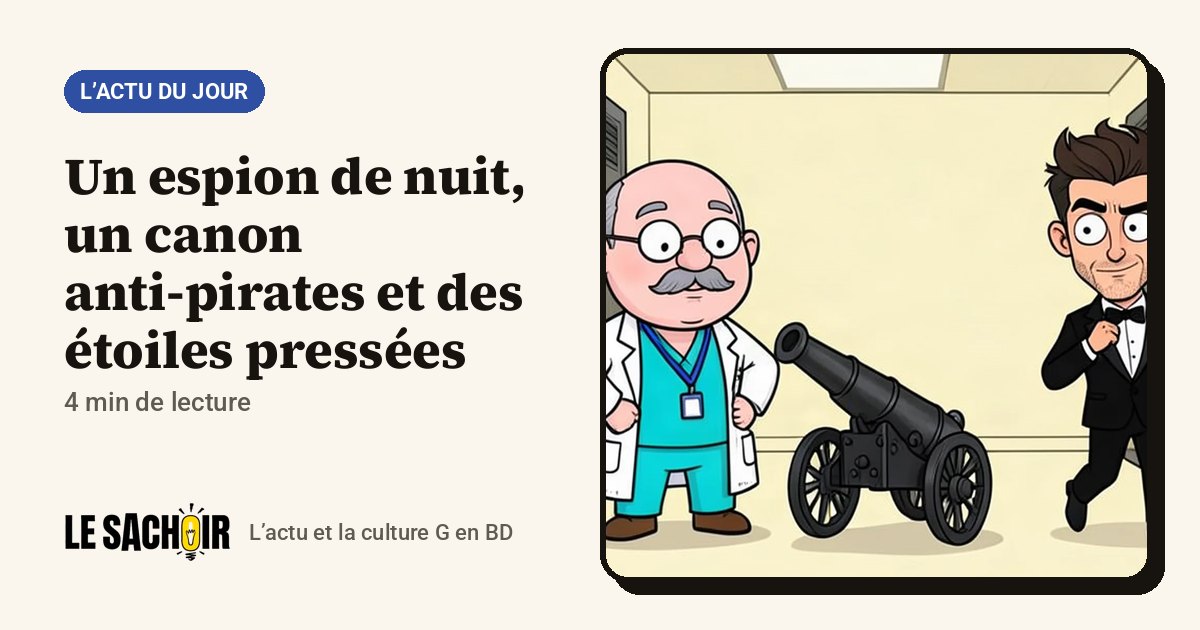 L’ACTU DU JOUR
Un espion de nuit,
un canon
anti-pirates et des
étoiles pressées
4 min de lecture
LE SACHOIR
L’actu et la culture G en BD